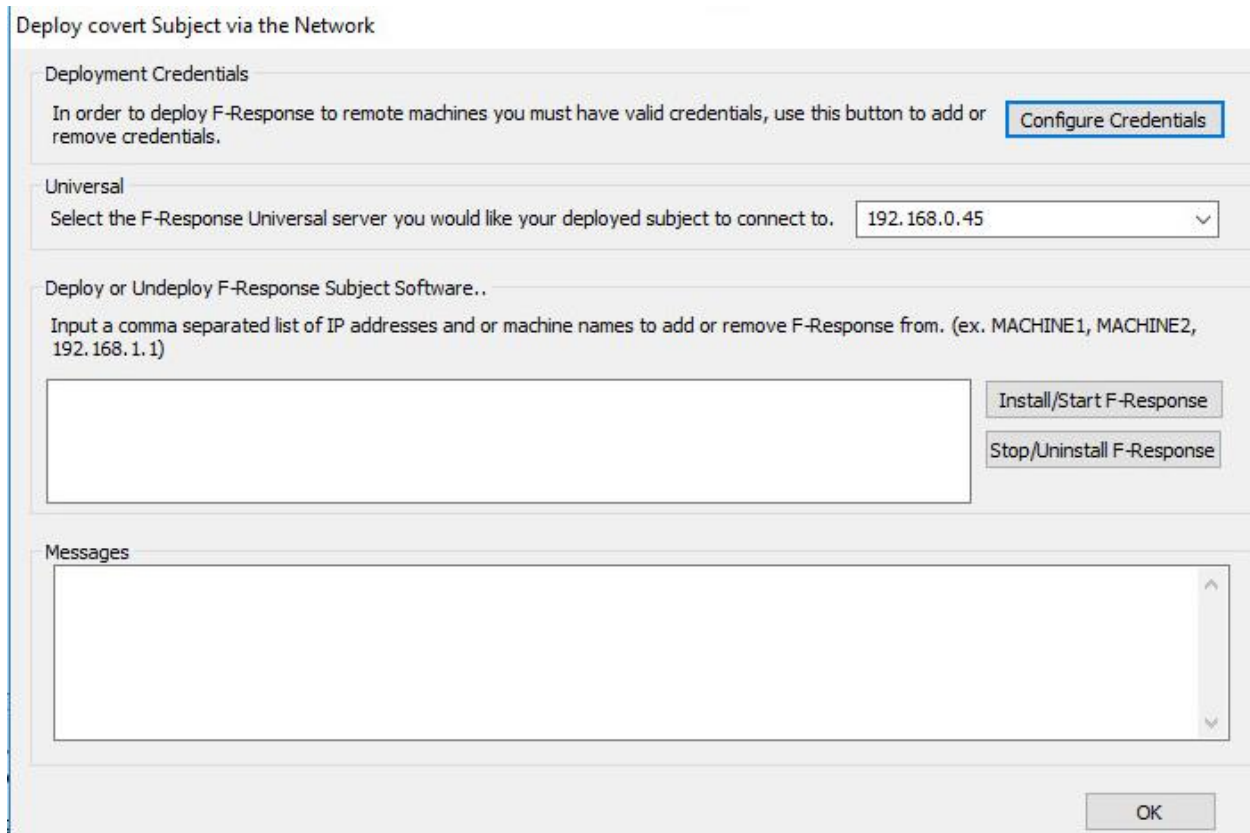 Deploy covert Subject via the Network
Deployment Credentials
In order to deploy F-Response to remote machines you must have valid credentials, use this button to add or
remove credentials.
Configure Credentials
Universal
Select the F-Response Universal server you would like your deployed subject to connect to.
192.168.0.45
Deploy or Undeploy F-Response Subject Software..
Input a comma separated list of IP addresses and or machine names to add or remove F-Response from. (ex. MACHINE1, MACHINE2,
192.168.1.1)
Install/Start F-Response
Stop/Uninstall F-Response
Messages
OK